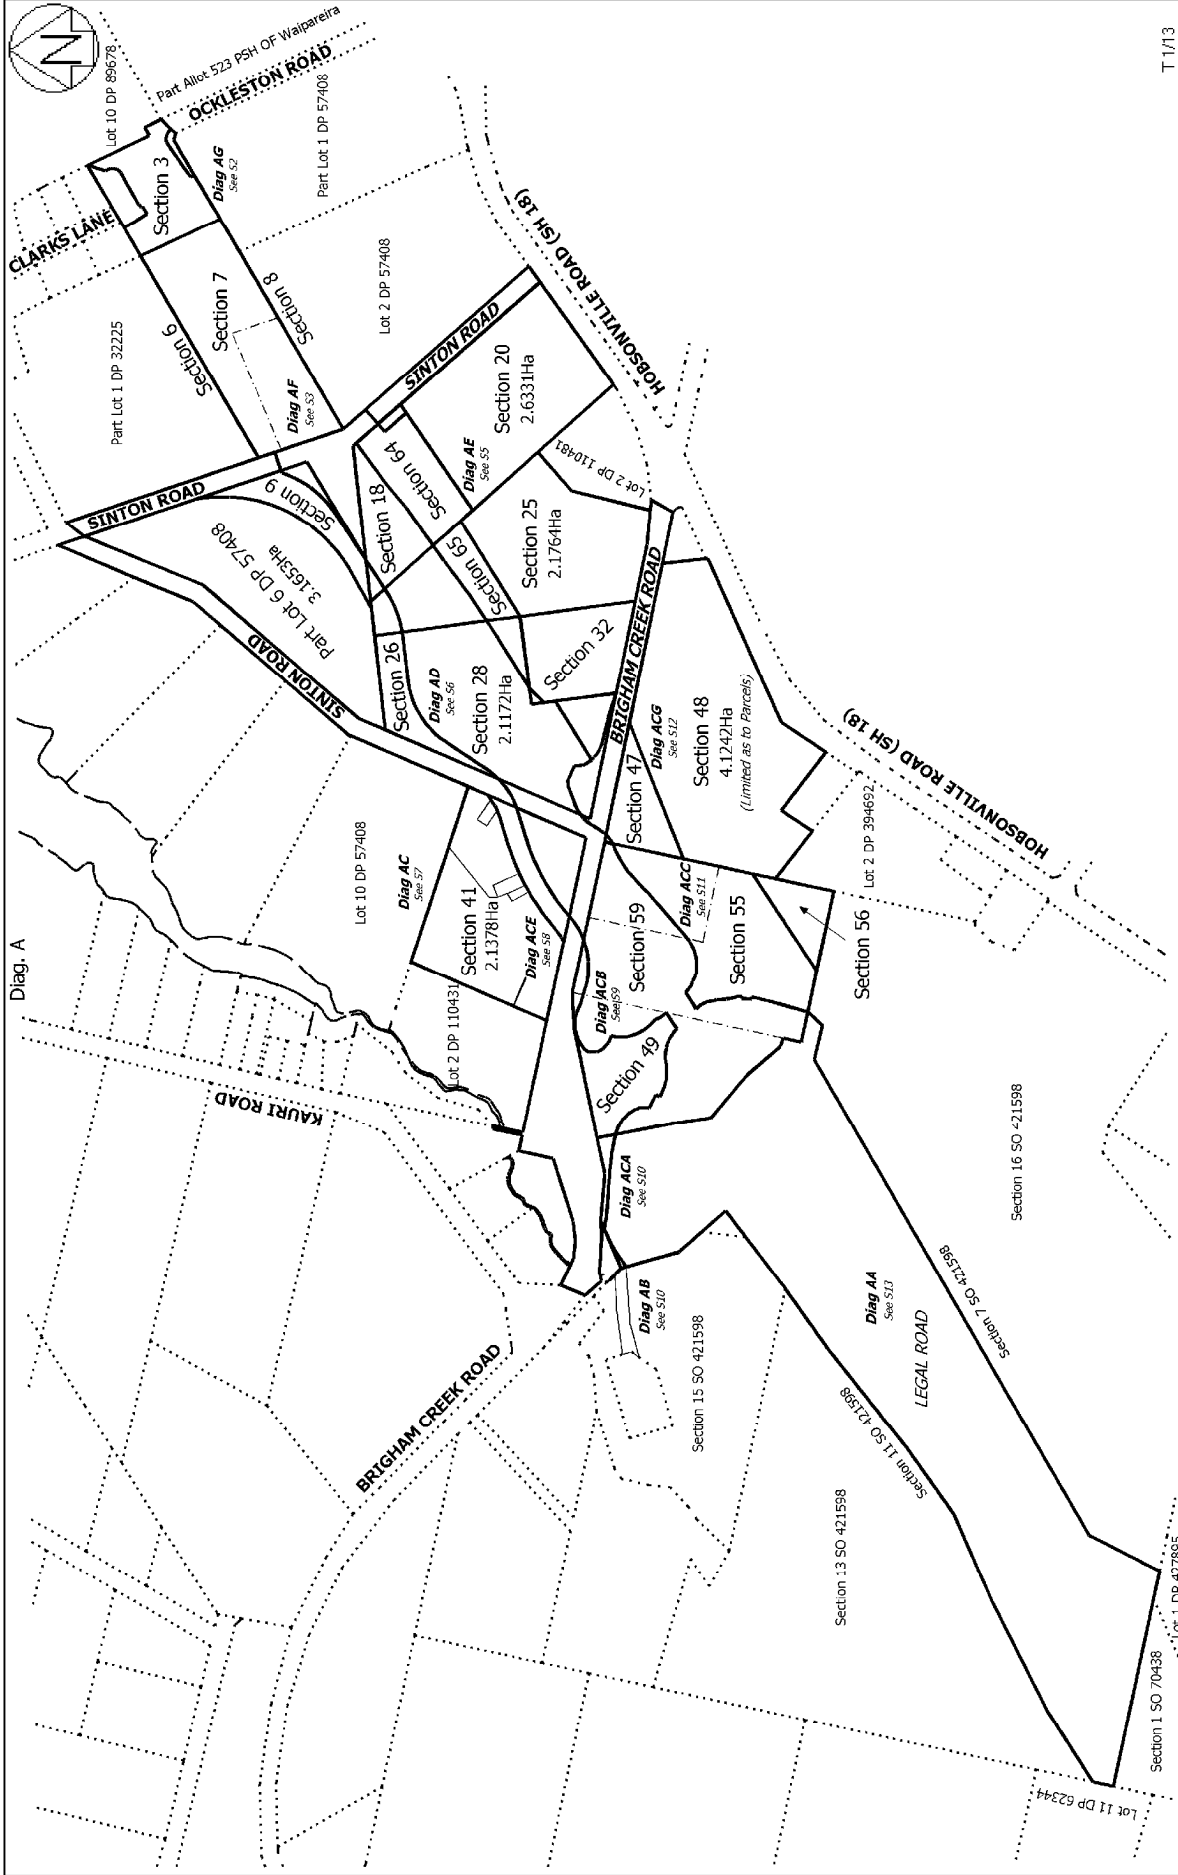 Diag. A
T 1/13
N
Lot 10 DP 89678
Part Allot 523 PSH OF Waipareira
OCKLESTON ROAD
CLARKS LANE
Section 3
Diag AG
See S2
Part Lot 1 DP 57408
Part Lot 1 DP 32225
Section 6
Section 7
Section 8
Lot 2 DP 57408
Diag AF
See S3
SINTON ROAD
HOBSONVILLE ROAD (SH 18)
SINTON ROAD
Section 9
Part Lot 6 DP 57408
3.1653Ha
Section 18
Section 64
Diag AE
See S5
Section 20
2.6331Ha
Lot 2 DP 110481
Section 65
Section 25
2.1764Ha
SINTON ROAD
Section 26
Diag AD
See S6
Section 28
2.1172Ha
Section 32
BRIGHAM CREEK ROAD
Section 47
Diag ACG
See S12
Section 48
4.1242Ha
(Limited as to Parcels)
HOBSONVILLE ROAD (SH 18)
Lot 10 DP 57408
Diag AC
See S7
Section 41
2.1378Ha
Diag ACE
See S8
Lot 2 DP 110431
Diag ACB
See S9
Section 59
Diag ACC
See S11
Section 55
Section 56
Lot 2 DP 394692
Section 49
KAURI ROAD
Diag ACA
See S10
Diag AB
See S10
BRIGHAM CREEK ROAD
Section 15 SO 421598
Section 16 SO 421598
Section 7 SO 421598
Diag AA
See S13
LEGAL ROAD
Section 11 SO 421598
Section 13 SO 421598
Lot 11 DP 62344
Section 1 SO 70438
Lot 1 DP 427895